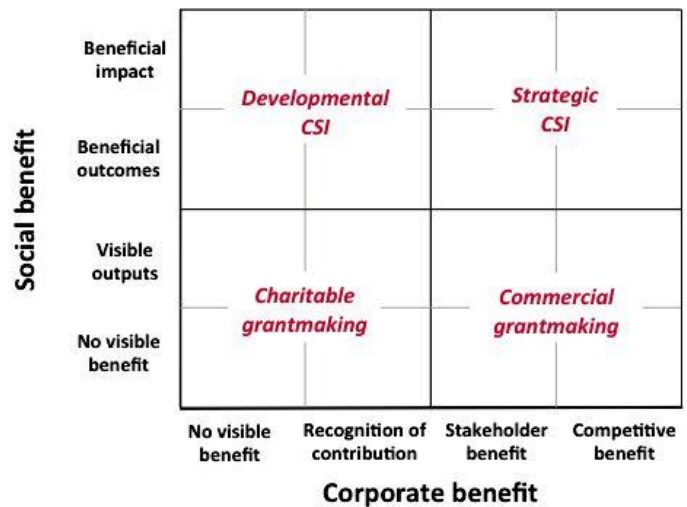 Beneficial
impact
Developmental
CSI
Strategic
CSI
Beneficial
outcomes
Social benefit
Visible
outputs
Charitable
grantmaking
Commercial
grantmaking
No visible
benefit
No visible
benefit
Recognition of
contribution
Stakeholder
benefit
Competitive
benefit
Corporate benefit